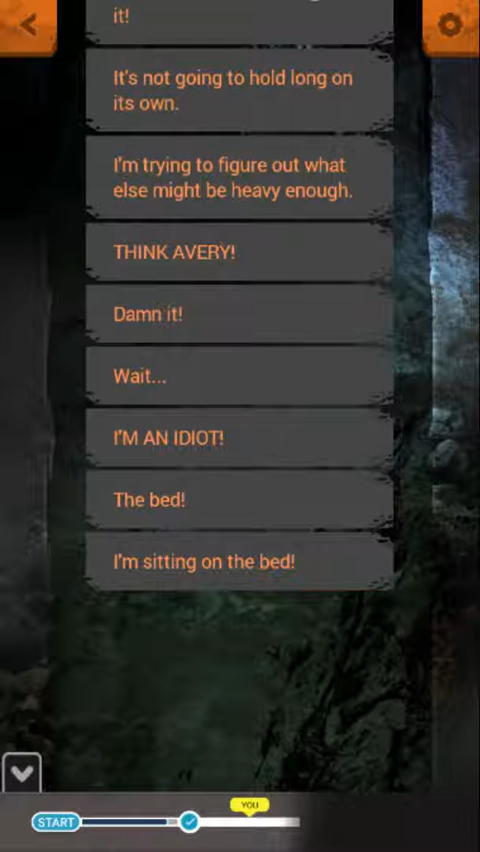 it!
It's not going to hold long on
its own.
I'm trying to figure out what
else might be heavy enough.
THINK AVERY!
Damn it!
Wait...
I'M AN IDIOT!
The bed!
I'm sitting on the bed!
YOU
START